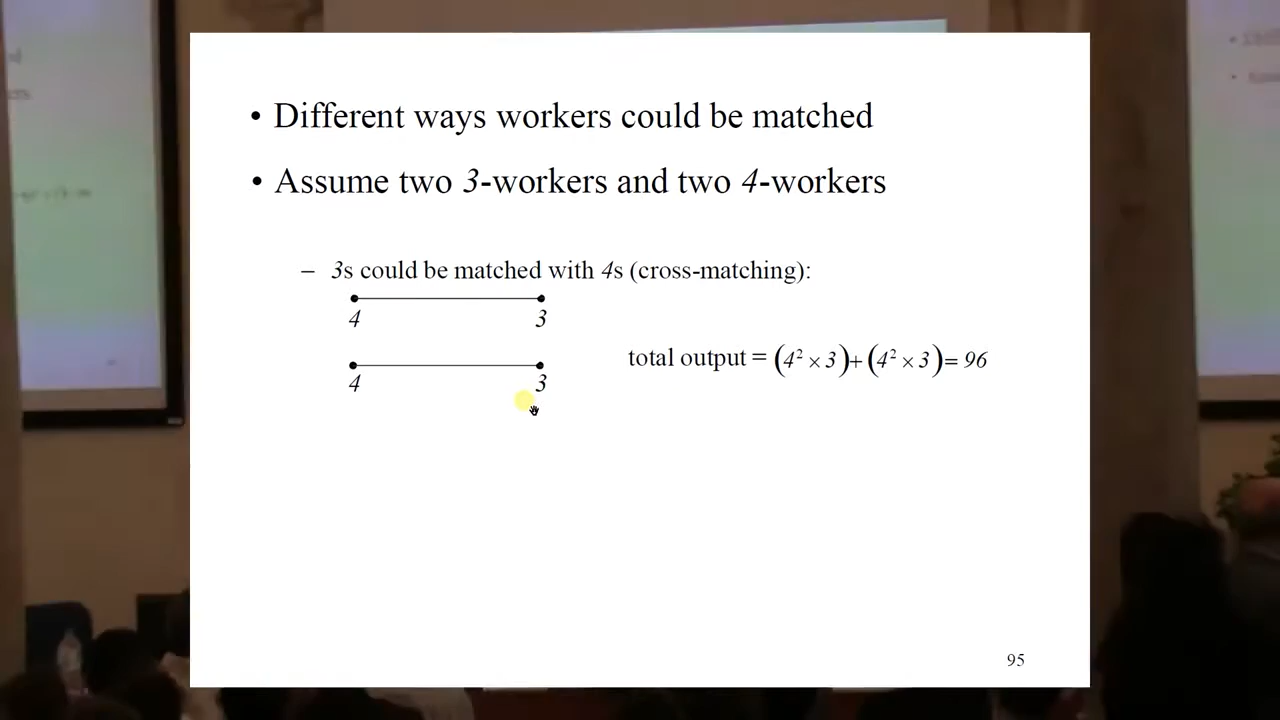 • Different ways workers could be matched
• Assume two 3-workers and two 4-workers
– 3s could be matched with 4s (cross-matching):
4 3
total output = (4² × 3)+(4² × 3)= 96
4 3
95